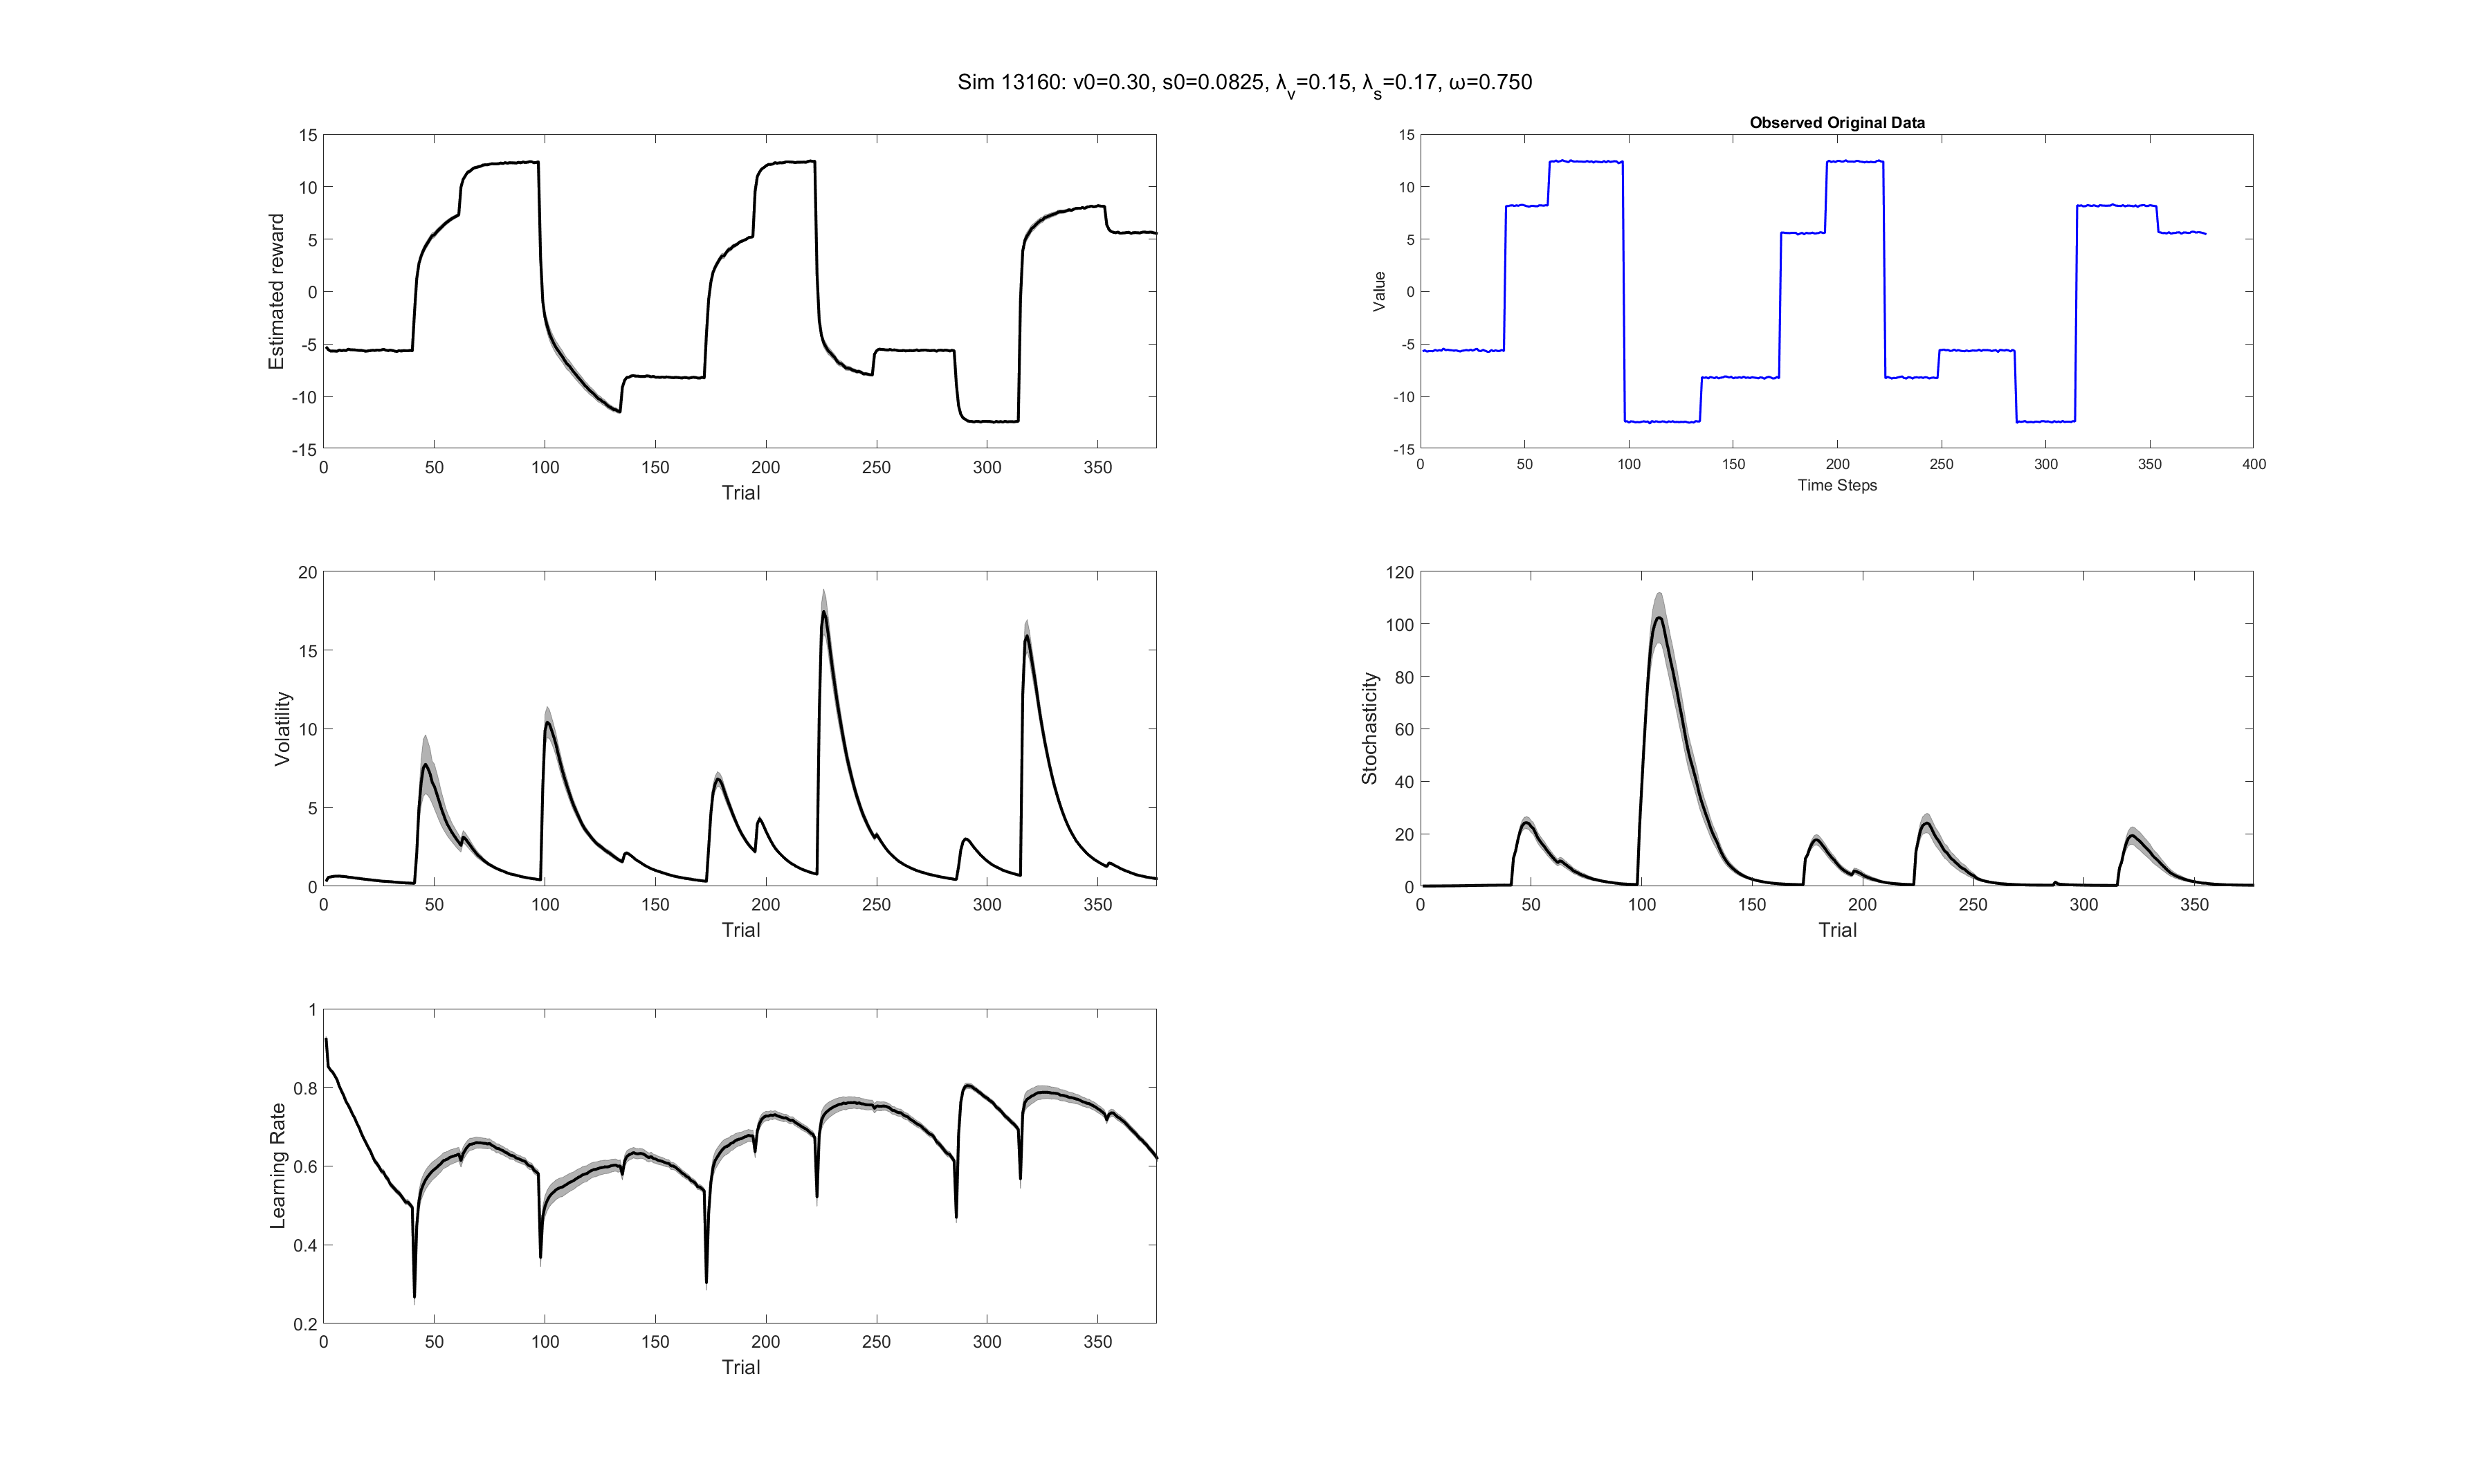 Sim 13160: v0=0.30, s0=0.0825, λ_v=0.15, λ_s=0.17, ω=0.750
15
10
5
0
-5
-10
-15
0 50 100 150 200 250 300 350
Estimated reward
Trial
Observed Original Data
15
10
5
0
-5
-10
-15
0 50 100 150 200 250 300 350 400
Value
Time Steps
20
15
10
5
0
0 50 100 150 200 250 300 350
Volatility
Trial
120
100
80
60
40
20
0
0 50 100 150 200 250 300 350
Stochasticity
Trial
1
0.8
0.6
0.4
0.2
0 50 100 150 200 250 300 350
Learning Rate
Trial